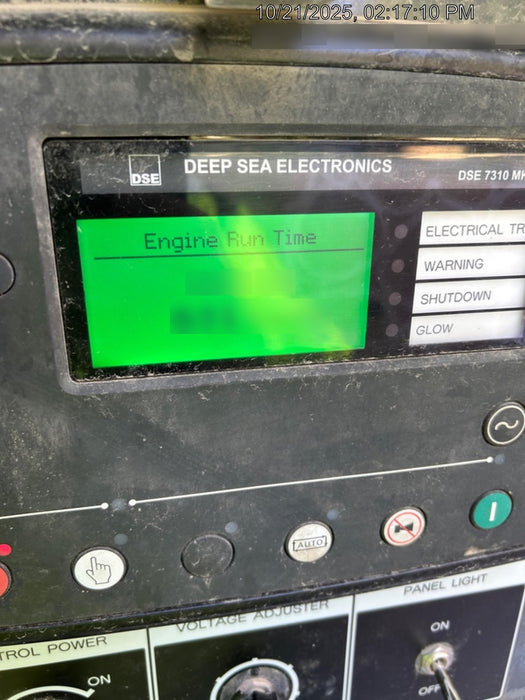 10/21/2025, 02:17:10 PM
DSE
DEEP SEA ELECTRONICS
DSE 7310 MK
Engine Run Time
ELECTRICAL TR
WARNING
SHUTDOWN
GLOW
AUTO
I
TROL POWER
ON
VOLTAGE ADJUSTER
PANEL LIGHT
ON
OFF